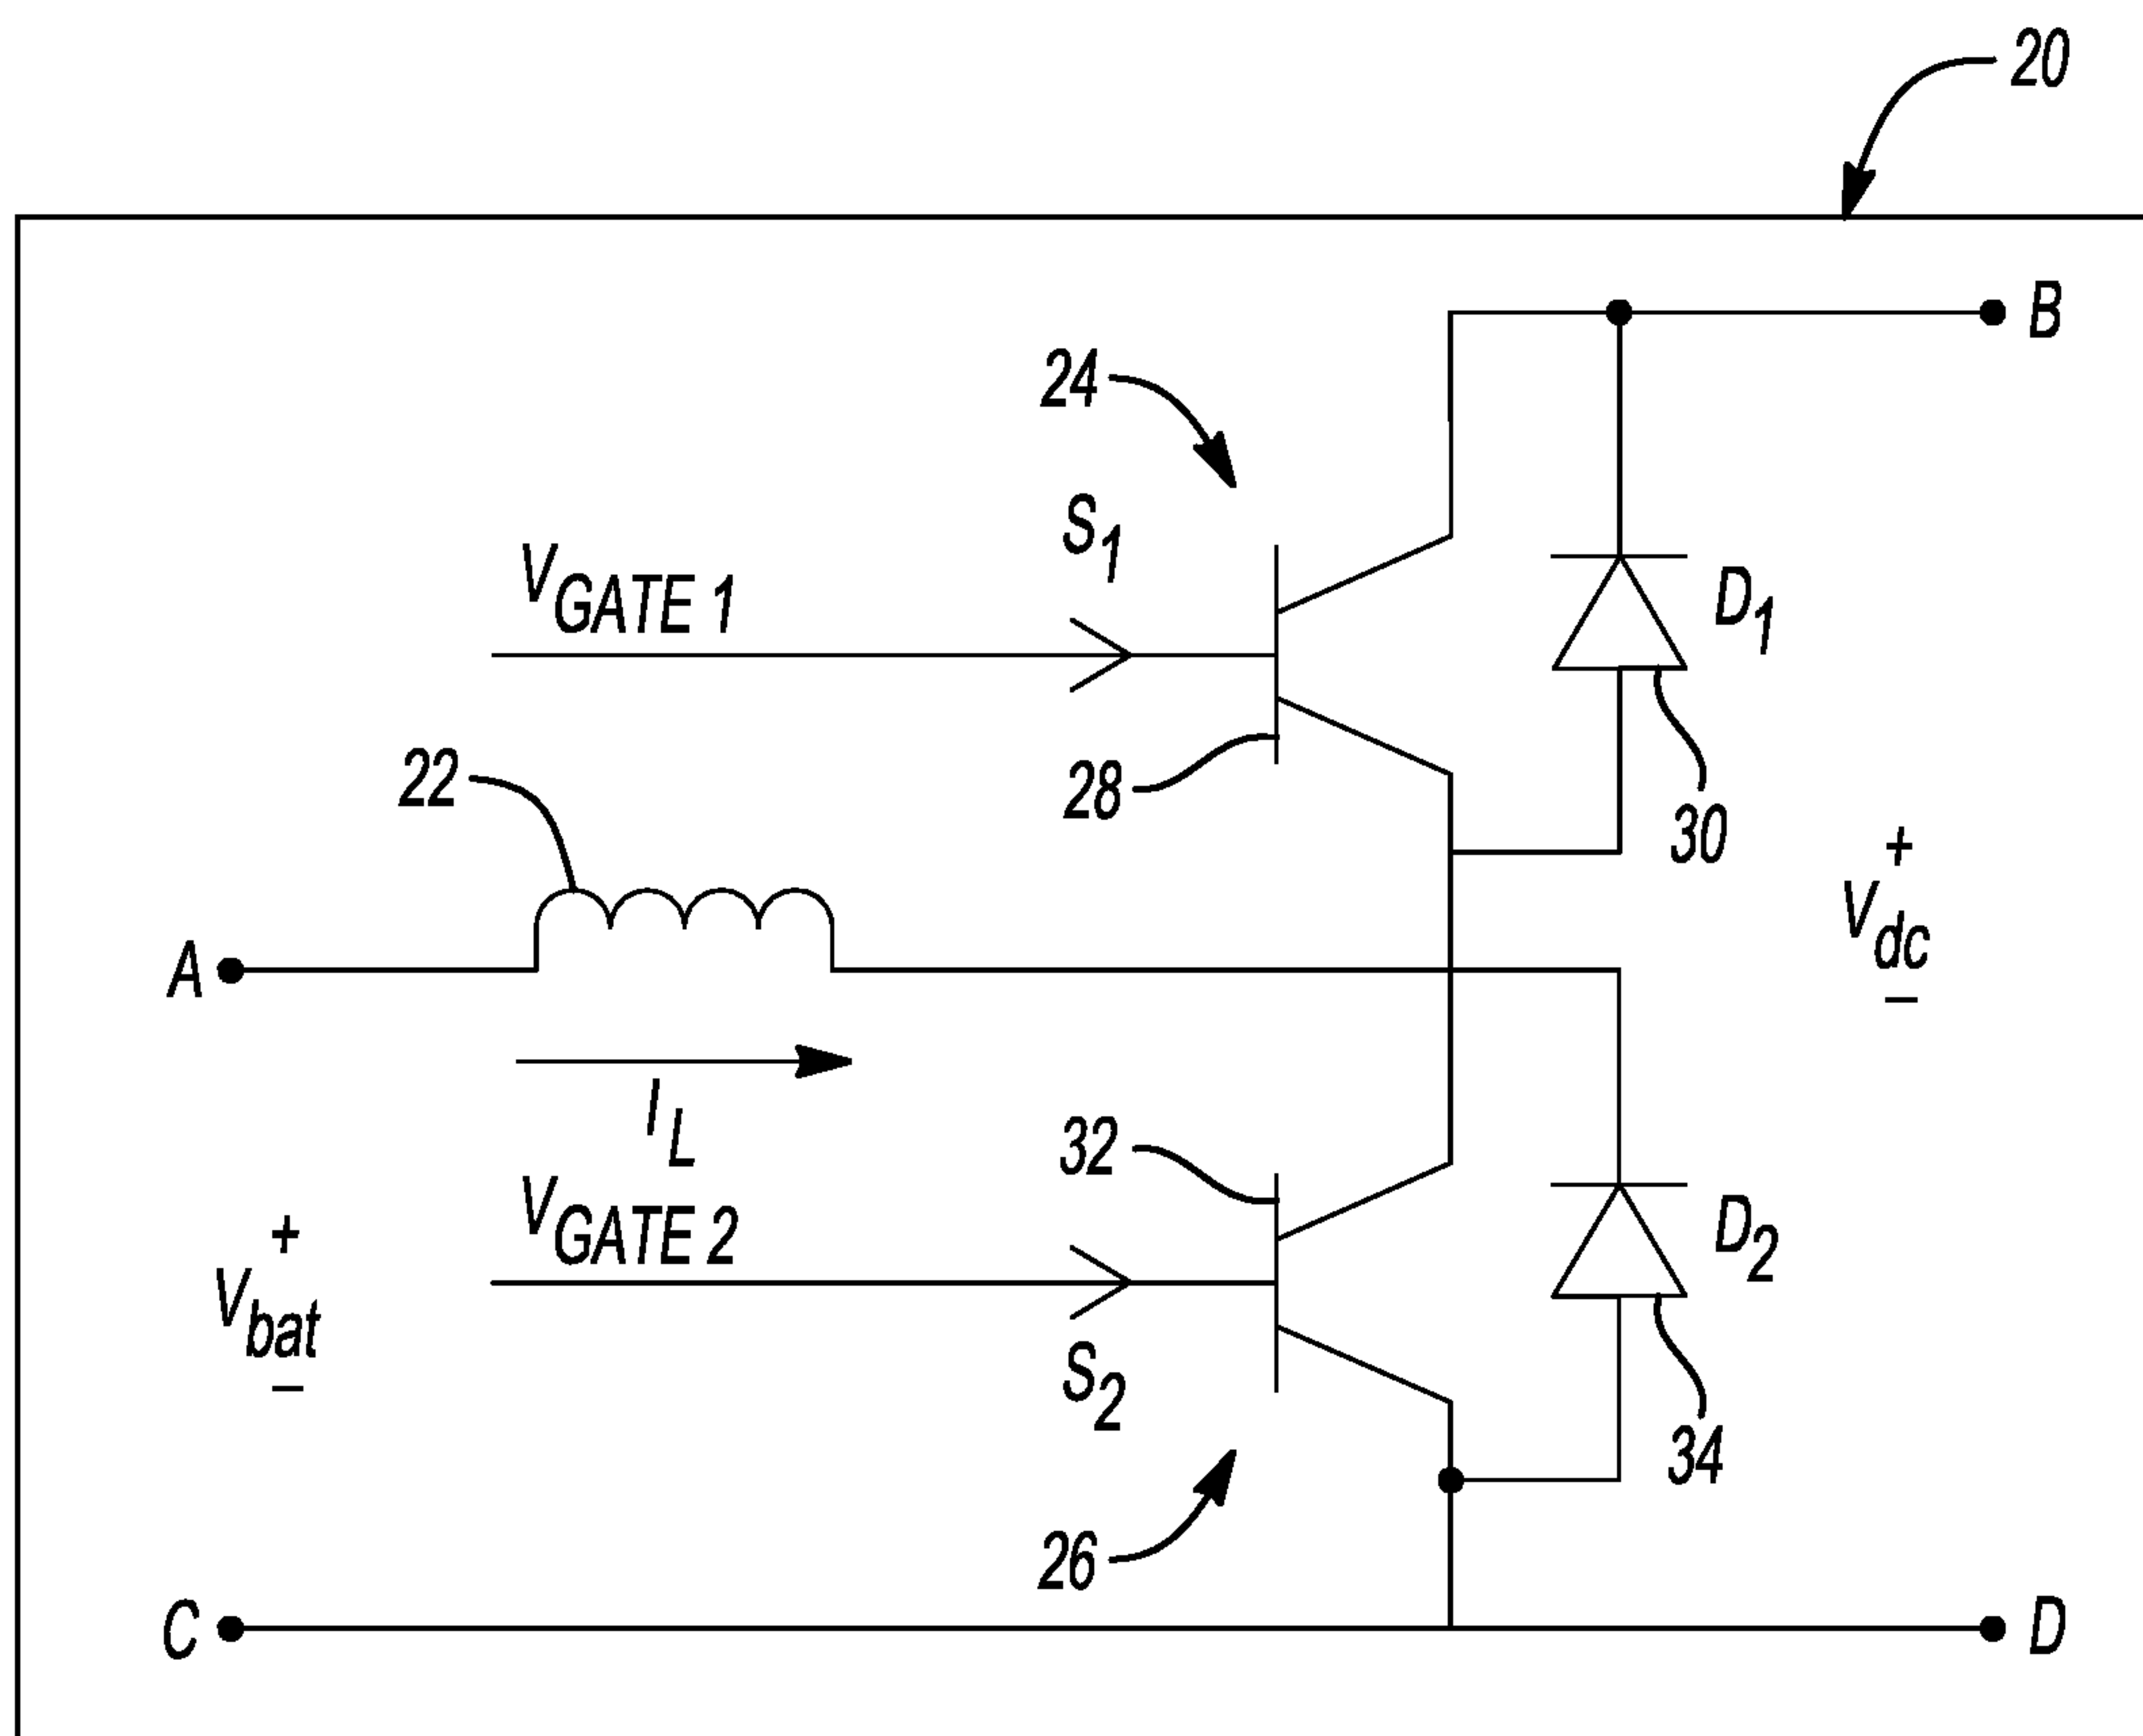 20
B
24
S1
VGATE 1
D1
28
22
30
+
Vdc
–
A
IL
32
VGATE 2
D2
+
Vbat
–
S2
34
26
C
D